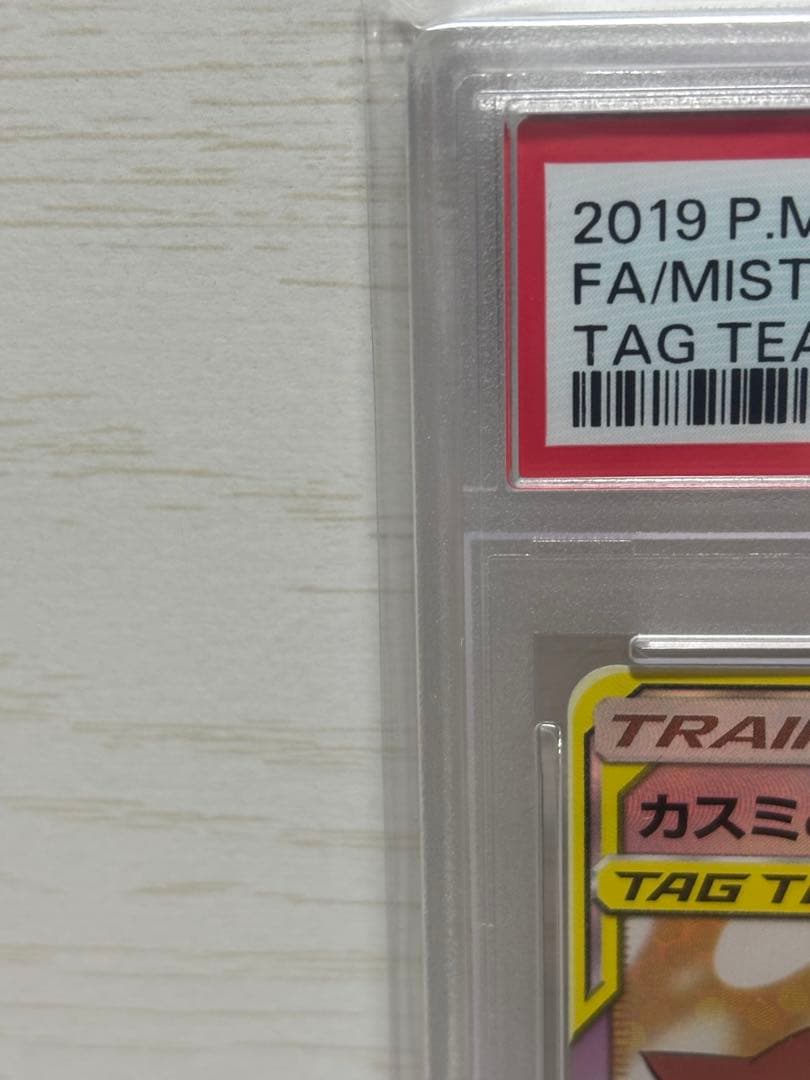 2019 P.M
FA/MIST
TAG TEA
TRAI
カスミ
TAG T